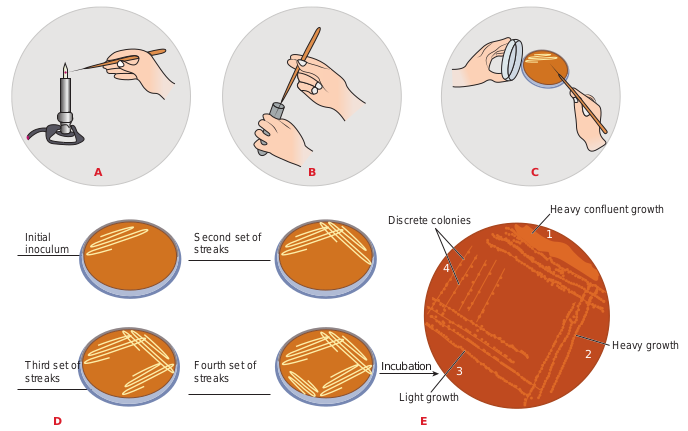 A
B
C
Heavy confluent growth
Discrete colonies
1
Initial
inoculum
Second set of
streaks
4
2
Heavy growth
Third set of
streaks
Fourth set of
streaks
Incubation
3
Light growth
D
E